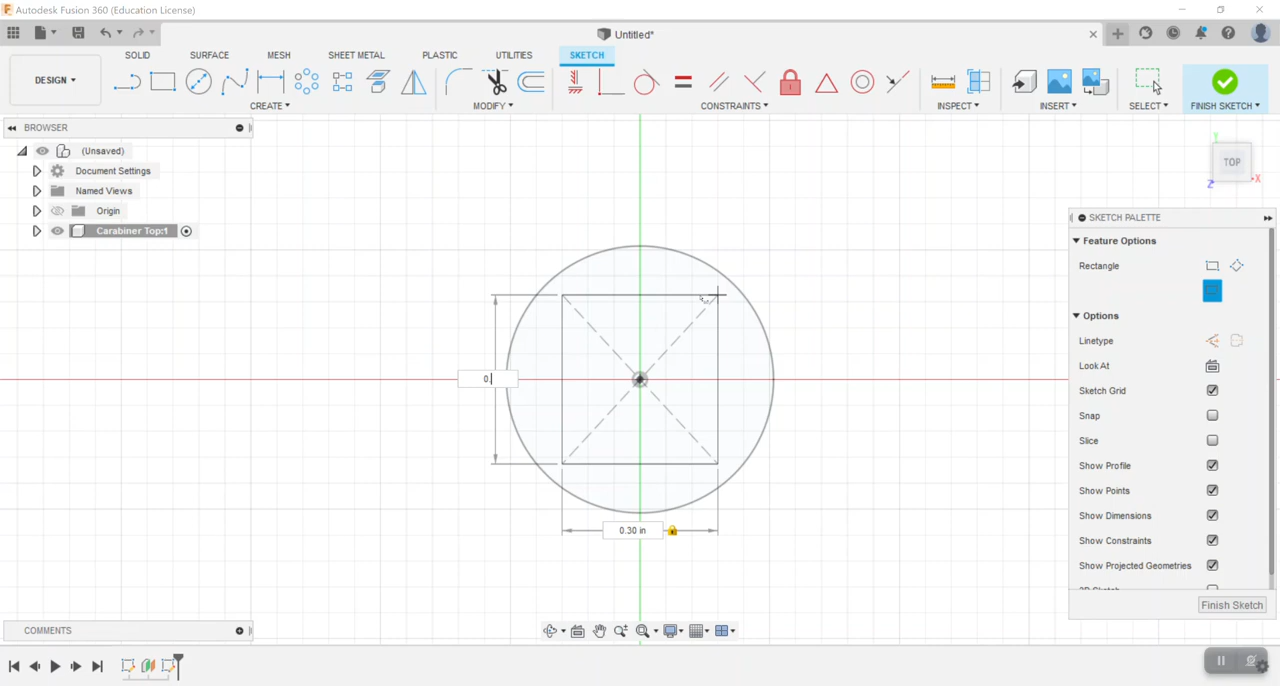 Autodesk Fusion 360 (Education License)
Untitled*
DESIGN
SOLID SURFACE MESH SHEET METAL PLASTIC UTILITIES SKETCH
CREATE MODIFY CONSTRAINTS INSPECT INSERT SELECT FINISH SKETCH
BROWSER
(Unsaved)
Document Settings
Named Views
Origin
Carabiner Top:1
TOP
X
Y
Z
0.
0.30 in
SKETCH PALETTE
Feature Options
Rectangle
Options
Linetype
Look At
Sketch Grid
Snap
Slice
Show Profile
Show Points
Show Dimensions
Show Constraints
Show Projected Geometries
Finish Sketch
COMMENTS